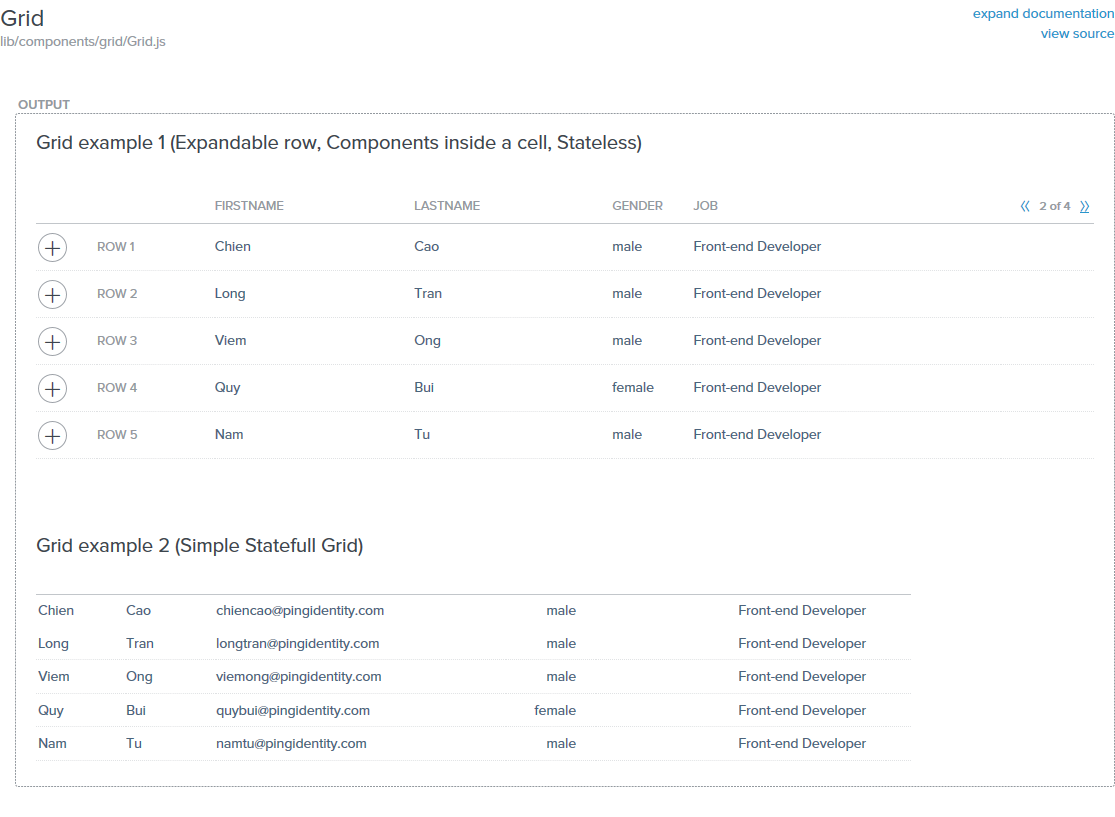 Grid
expand documentation
lib/components/grid/Grid.js
view source
OUTPUT
Grid example 1 (Expandable row, Components inside a cell, Stateless)
FIRSTNAME LASTNAME GENDER JOB « 2 of 4 »
ROW 1 Chien Cao male Front-end Developer
ROW 2 Long Tran male Front-end Developer
ROW 3 Viem Ong male Front-end Developer
ROW 4 Quy Bui female Front-end Developer
ROW 5 Nam Tu male Front-end Developer
Grid example 2 (Simple Statefull Grid)
Chien Cao chiencao@pingidentity.com male Front-end Developer
Long Tran longtran@pingidentity.com male Front-end Developer
Viem Ong viemong@pingidentity.com male Front-end Developer
Quy Bui quybui@pingidentity.com female Front-end Developer
Nam Tu namtu@pingidentity.com male Front-end Developer